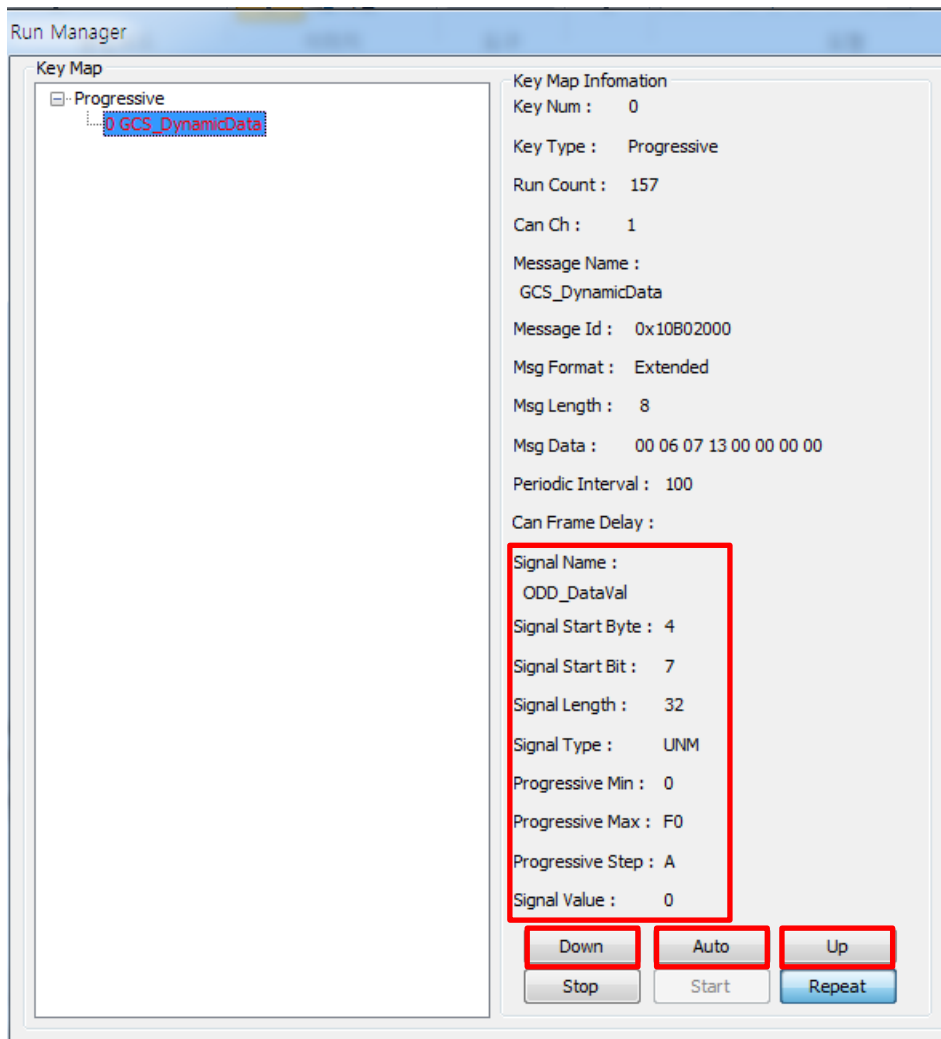 Run Manager
Key Map
Progressive
0 GCS_DynamicData
Key Map Infomation
Key Num : 0
Key Type : Progressive
Run Count : 157
Can Ch : 1
Message Name :
GCS_DynamicData
Message Id : 0x10B02000
Msg Format : Extended
Msg Length : 8
Msg Data : 00 06 07 13 00 00 00 00
Periodic Interval : 100
Can Frame Delay :
Signal Name :
ODD_DataVal
Signal Start Byte : 4
Signal Start Bit : 7
Signal Length : 32
Signal Type : UNM
Progressive Min : 0
Progressive Max : F0
Progressive Step : A
Signal Value : 0
Down Auto Up
Stop Start Repeat